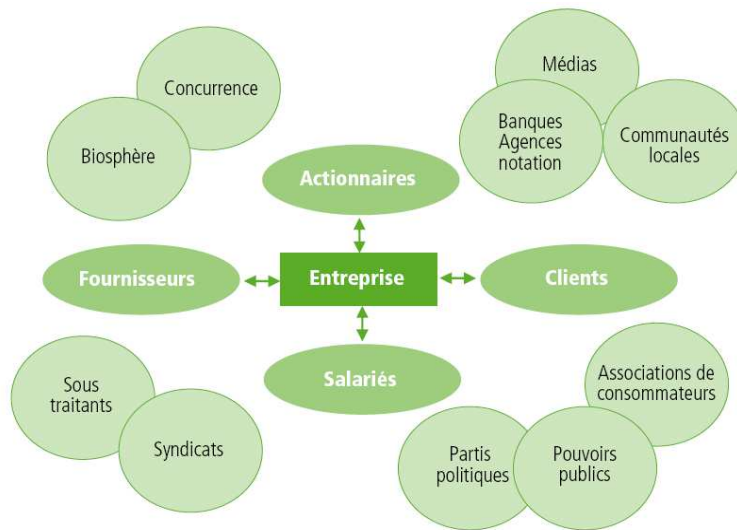 Concurrence
Biosphère
Médias
Banques
Agences
notation
Communautés
locales
Actionnaires
Fournisseurs
Entreprise
Clients
Salariés
Sous
traitants
Syndicats
Associations de
consommateurs
Partis
politiques
Pouvoirs
publics